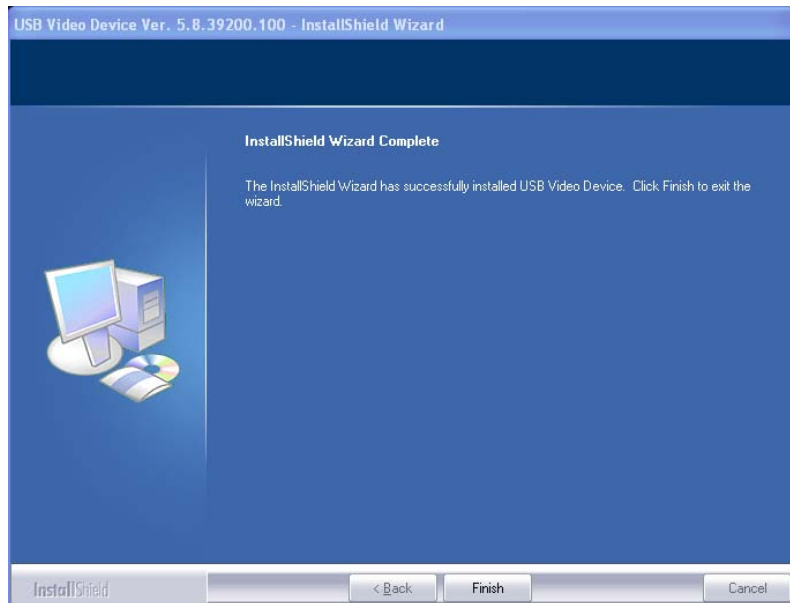 USB Video Device Ver. 5.8.39200.100 - InstallShield Wizard
InstallShield Wizard Complete
The InstallShield Wizard has successfully installed USB Video Device. Click Finish to exit the
wizard.
InstallShield
< Back
Finish
Cancel